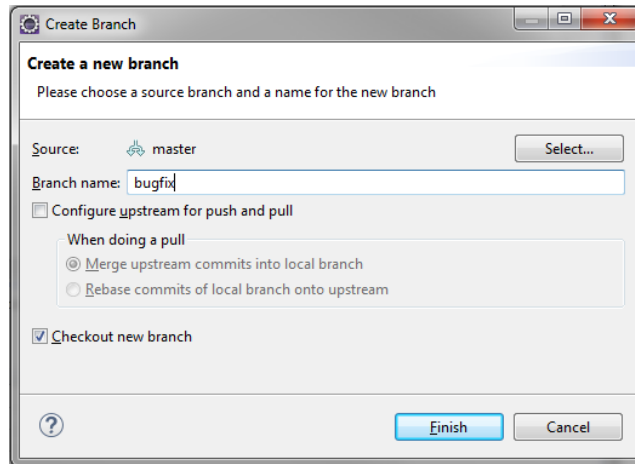 Create Branch
Create a new branch
Please choose a source branch and a name for the new branch
Source: master Select...
Branch name: bugfix
Configure upstream for push and pull
When doing a pull
Merge upstream commits into local branch
Rebase commits of local branch onto upstream
Checkout new branch
? Finish Cancel